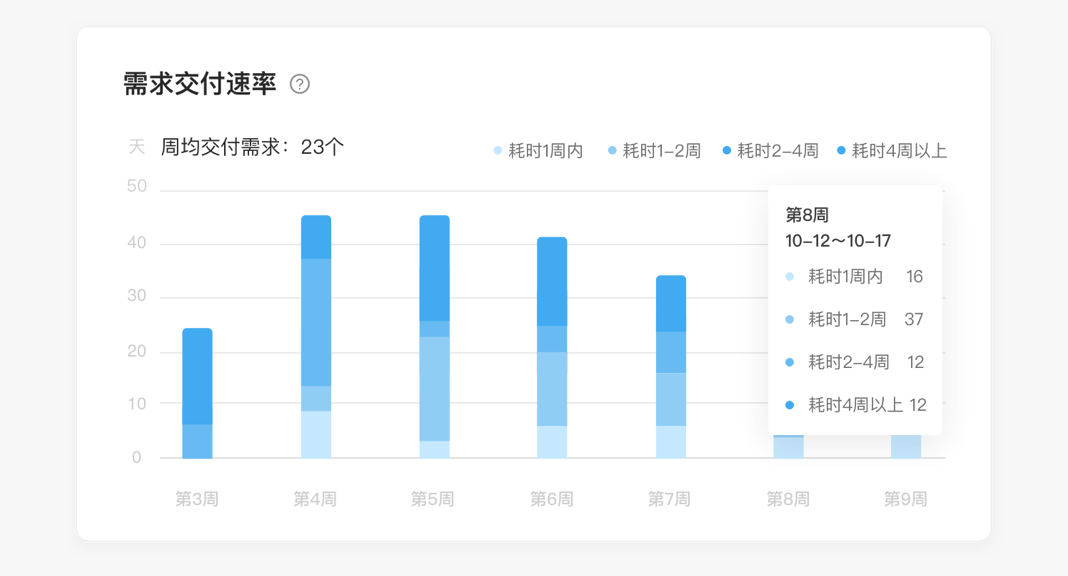 需求交付速率 ?
天 周均交付需求：23个
耗时1周内 耗时1-2周 耗时2-4周 耗时4周以上
50
40
30
20
10
0
第8周
10-12～10-17
耗时1周内 16
耗时1-2周 37
耗时2-4周 12
耗时4周以上 12
第3周 第4周 第5周 第6周 第7周 第8周 第9周